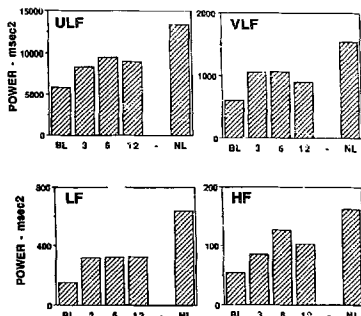 ULF
15000
10000
5000
0
POWER - msec2
BL 3 6 12 - NL
VLF
2000
1000
0
BL 3 6 12 - NL
LF
800
400
0
POWER - msec2
BL 3 6 12 - NL
HF
200
100
0
BL 3 6 12 - NL